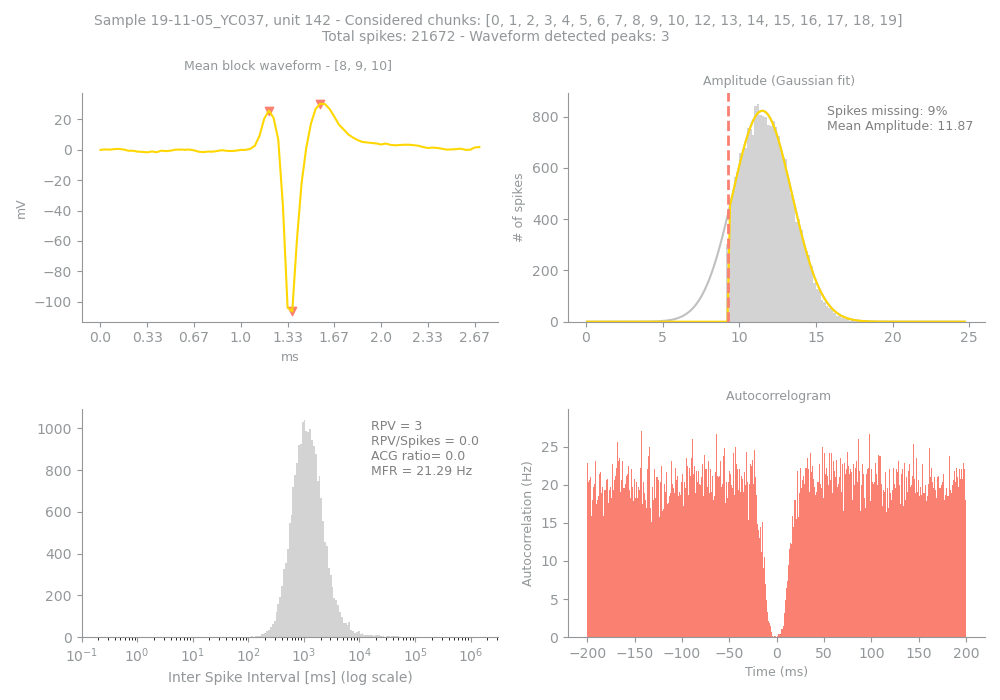 Sample 19-11-05_YC037, unit 142 - Considered chunks: [0, 1, 2, 3, 4, 5, 6, 7, 8, 9, 10, 12, 13, 14, 15, 16, 17, 18, 19]
Total spikes: 21672 - Waveform detected peaks: 3
Mean block waveform - [8, 9, 10]
20
0
−20
−40
−60
−80
−100
mV
0.0 0.33 0.67 1.0 1.33 1.67 2.0 2.33 2.67
ms
Amplitude (Gaussian fit)
Spikes missing: 9%
Mean Amplitude: 11.87
800
600
400
200
0
# of spikes
0 5 10 15 20 25
1000
800
600
400
200
0
RPV = 3
RPV/Spikes = 0.0
ACG ratio= 0.0
MFR = 21.29 Hz
10⁻¹ 10⁰ 10¹ 10² 10³ 10⁴ 10⁵ 10⁶
Inter Spike Interval [ms] (log scale)
Autocorrelogram
25
20
15
10
5
0
Autocorrelation (Hz)
−200 −150 −100 −50 0 50 100 150 200
Time (ms)